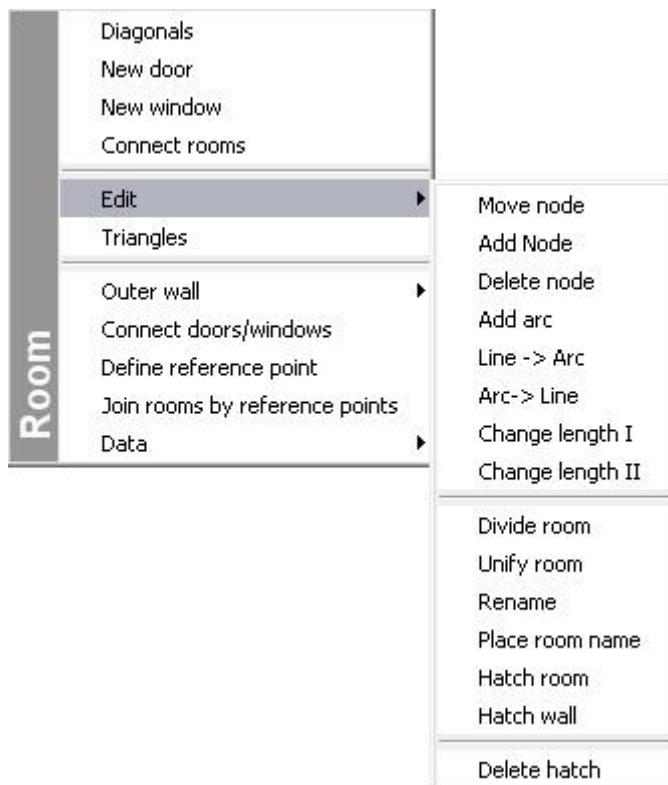 Room
Diagonals
New door
New window
Connect rooms
Edit
Triangles
Outer wall
Connect doors/windows
Define reference point
Join rooms by reference points
Data
Move node
Add Node
Delete node
Add arc
Line -> Arc
Arc-> Line
Change length I
Change length II
Divide room
Unify room
Rename
Place room name
Hatch room
Hatch wall
Delete hatch